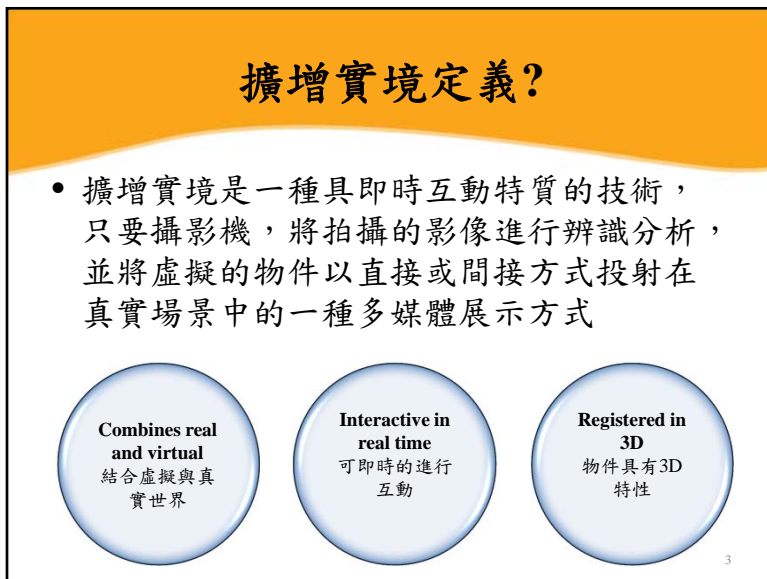 擴增實境定義?
• 擴增實境是一種具即時互動特質的技術，
只要攝影機，將拍攝的影像進行辨識分析，
並將虛擬的物件以直接或間接方式投射在
真實場景中的一種多媒體展示方式
Combines real
and virtual
結合虛擬與真
實世界
Interactive in
real time
可即時的進行
互動
Registered in
3D
物件具有3D
特性
3